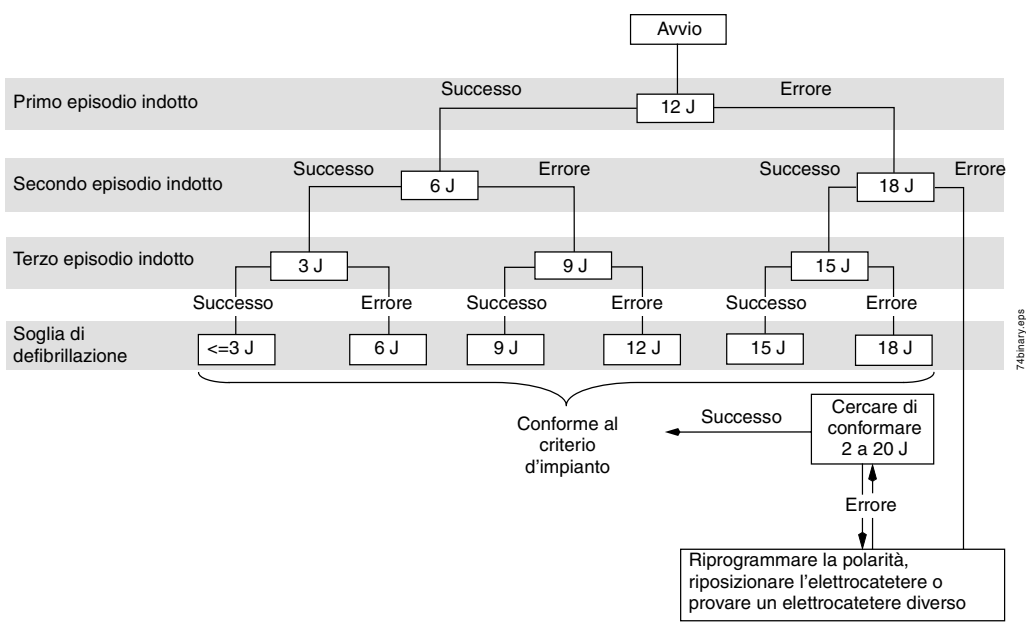 Avvio
Successo
Errore
Primo episodio indotto
12 J
Successo
Errore
Successo
Errore
Secondo episodio indotto
6 J
18 J
Terzo episodio indotto
3 J
9 J
15 J
Successo
Errore
Successo
Errore
Successo
Errore
Soglia di
defibrillazione
<=3 J
6 J
9 J
12 J
15 J
18 J
74binary.eps
Conforme al
criterio
d'impianto
Successo
Cercare di
conformare
2 a 20 J
Errore
Riprogrammare la polarità,
riposizionare l'elettrocatetere o
provare un elettrocatetere diverso